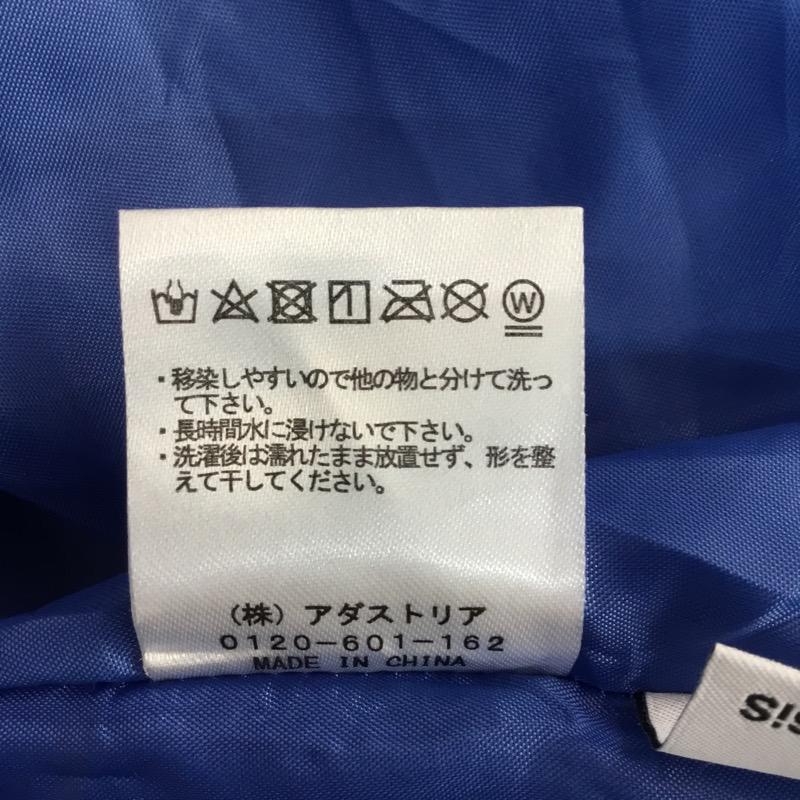 W
・移染しやすいので他の物と分けて洗っ
て下さい。
・長時間水に浸けないで下さい。
・洗濯後は濡れたまま放置せず、形を整
えて干してください。
(株) アダストリア
0120-601-162
MADE IN CHINA
sis